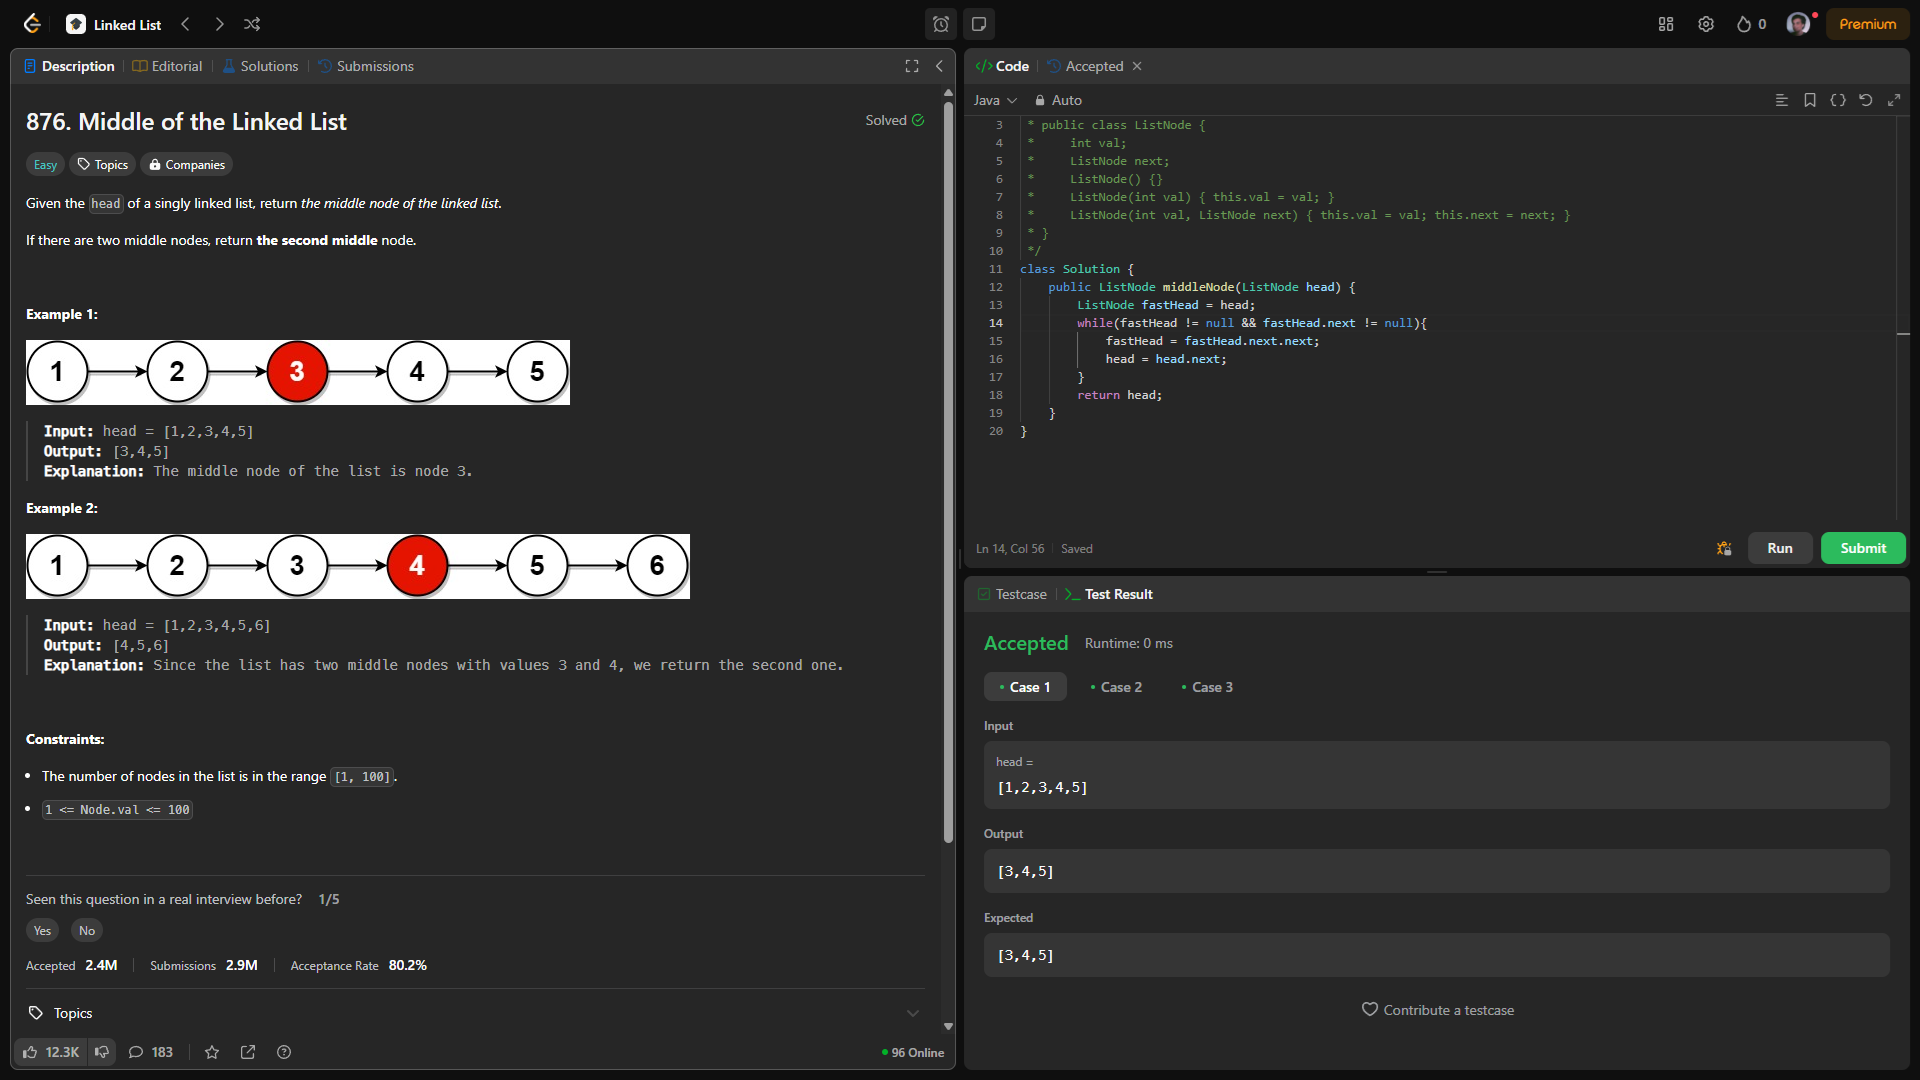 Linked List
0
Premium
Description
Editorial
Solutions
Submissions
876. Middle of the Linked List
Solved
Easy
Topics
Companies
Given the head of a singly linked list, return the middle node of the linked list.
If there are two middle nodes, return the second middle node.
Example 1:
1 2 3 4 5
Input: head = [1,2,3,4,5]
Output: [3,4,5]
Explanation: The middle node of the list is node 3.
Example 2:
1 2 3 4 5 6
Input: head = [1,2,3,4,5,6]
Output: [4,5,6]
Explanation: Since the list has two middle nodes with values 3 and 4, we return the second one.
Constraints:
• The number of nodes in the list is in the range [1, 100].
• 1 <= Node.val <= 100
Seen this question in a real interview before? 1/5
Yes No
Accepted 2.4M Submissions 2.9M Acceptance Rate 80.2%
Topics
12.3K 183
96 Online
</> Code
Accepted
Java
Auto
3 * public class ListNode {
4 *     int val;
5 *     ListNode next;
6 *     ListNode() {}
7 *     ListNode(int val) { this.val = val; }
8 *     ListNode(int val, ListNode next) { this.val = val; this.next = next; }
9 * }
10 */
11 class Solution {
12     public ListNode middleNode(ListNode head) {
13         ListNode fastHead = head;
14         while(fastHead != null && fastHead.next != null){
15             fastHead = fastHead.next.next;
16             head = head.next;
17         }
18         return head;
19     }
20 }
Ln 14, Col 56 Saved
Run
Submit
Testcase
>_ Test Result
Accepted Runtime: 0 ms
• Case 1 • Case 2 • Case 3
Input
head =
[1,2,3,4,5]
Output
[3,4,5]
Expected
[3,4,5]
Contribute a testcase